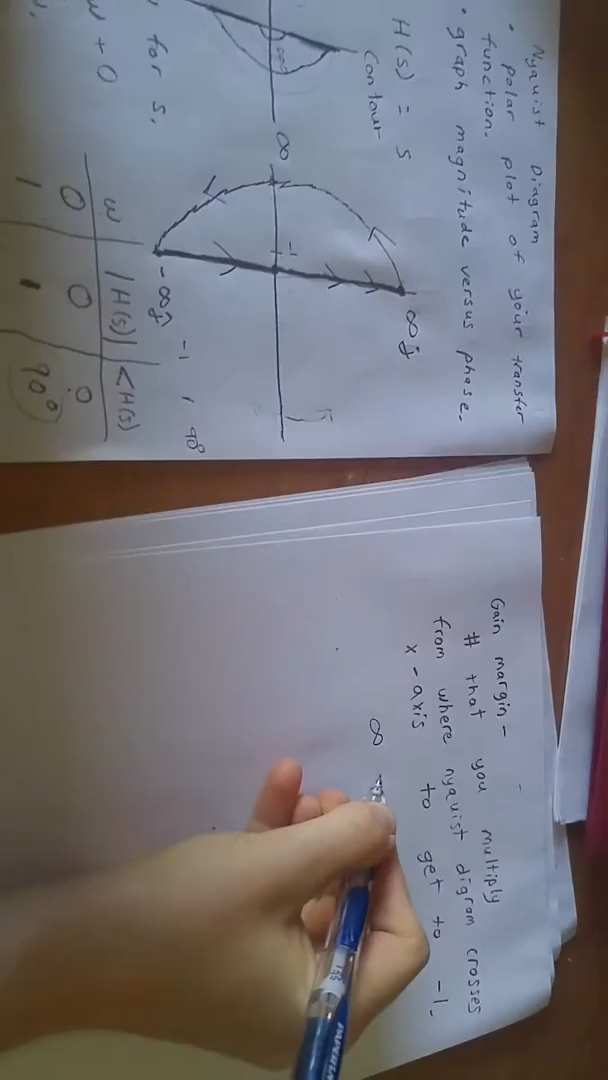 Nyquist Diagram
• polar plot of your transfer
function.
• graph magnitude versus phase.
H(s) = s
Contour
∞
∞j
-1
-∞j
-1, 90
for s.
w + 0
w | |H(s)| | <H(s)
0 0 0
1 1 90°
Gain margin -
# that you multiply
from where nyquist digram crosses
x-axis to get to -1.
∞